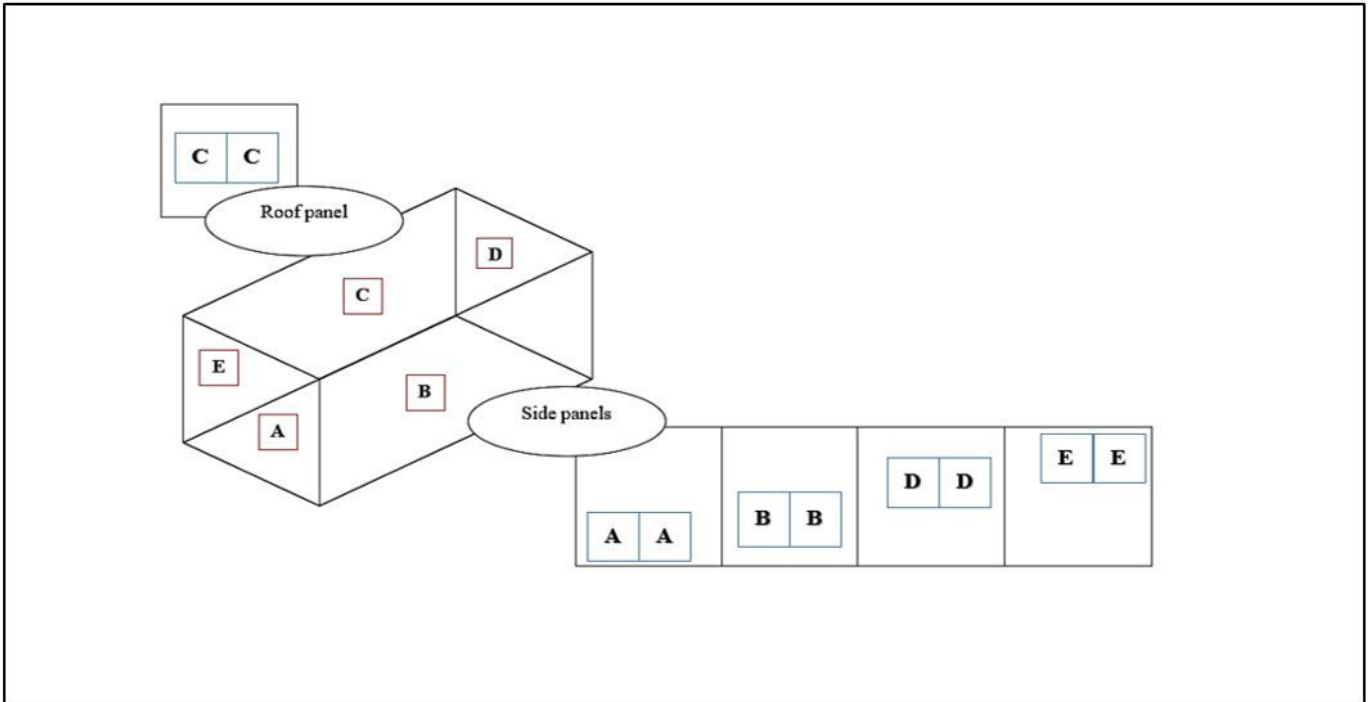 C C
Roof panel
D
C
E
B
A
Side panels
E E
D D
B B
A A